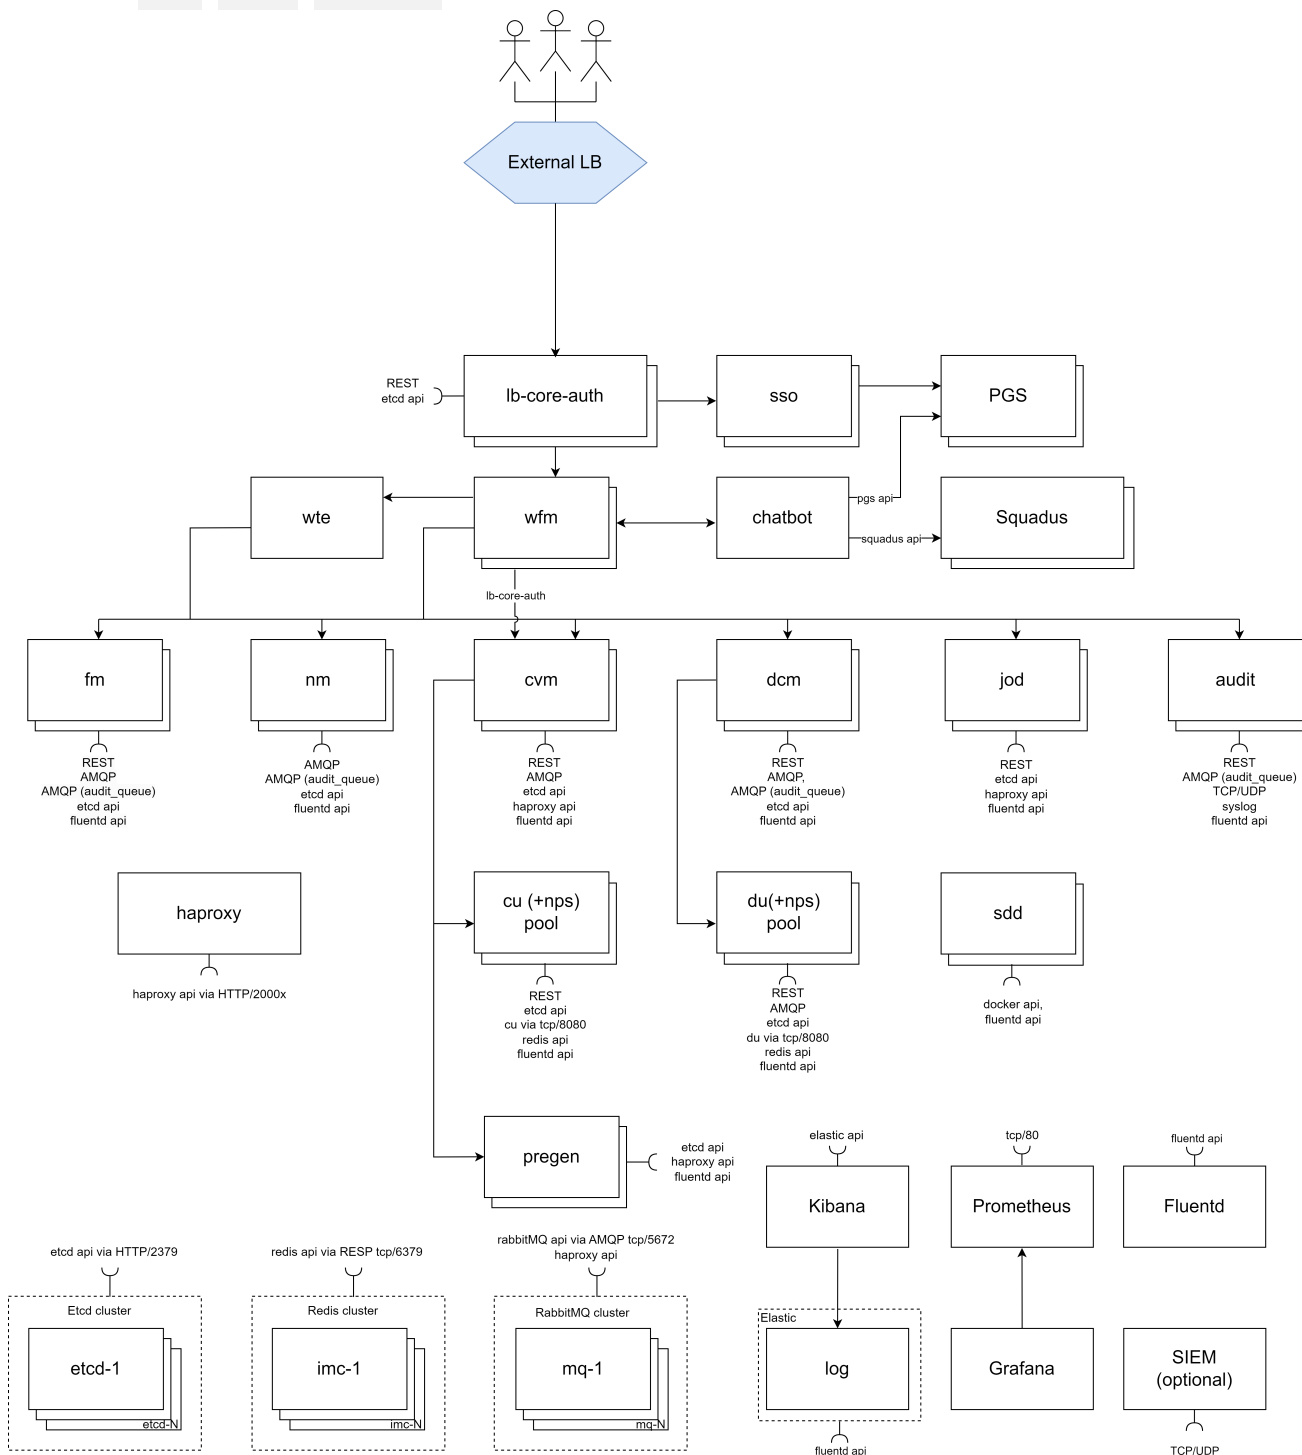 External LB
REST
etcd api
lb-core-auth
sso
PGS
wte
wfm
chatbot
pgs api
squadus api
Squadus
lb-core-auth
fm
nm
cvm
dcm
jod
audit
REST
AMQP
AMQP (audit_queue)
etcd api
fluentd api
AMQP
AMQP (audit_queue)
etcd api
fluentd api
REST
AMQP
etcd api
haproxy api
fluentd api
REST
AMQP,
AMQP (audit_queue)
etcd api
fluentd api
REST
etcd api
haproxy api
fluentd api
REST
AMQP (audit_queue)
TCP/UDP
syslog
fluentd api
haproxy
haproxy api via HTTP/2000x
cu (+nps)
pool
REST
etcd api
cu via tcp/8080
redis api
fluentd api
du(+nps)
pool
REST
AMQP
etcd api
du via tcp/8080
redis api
fluentd api
sdd
docker api,
fluentd api
pregen
etcd api
haproxy api
fluentd api
elastic api
Kibana
tcp/80
Prometheus
fluentd api
Fluentd
etcd api via HTTP/2379
Etcd cluster
etcd-1
etcd-N
redis api via RESP tcp/6379
Redis cluster
imc-1
imc-N
rabbitMQ api via AMQP tcp/5672
haproxy api
RabbitMQ cluster
mq-1
mq-N
Elastic
log
fluentd api
Grafana
SIEM
(optional)
TCP/UDP